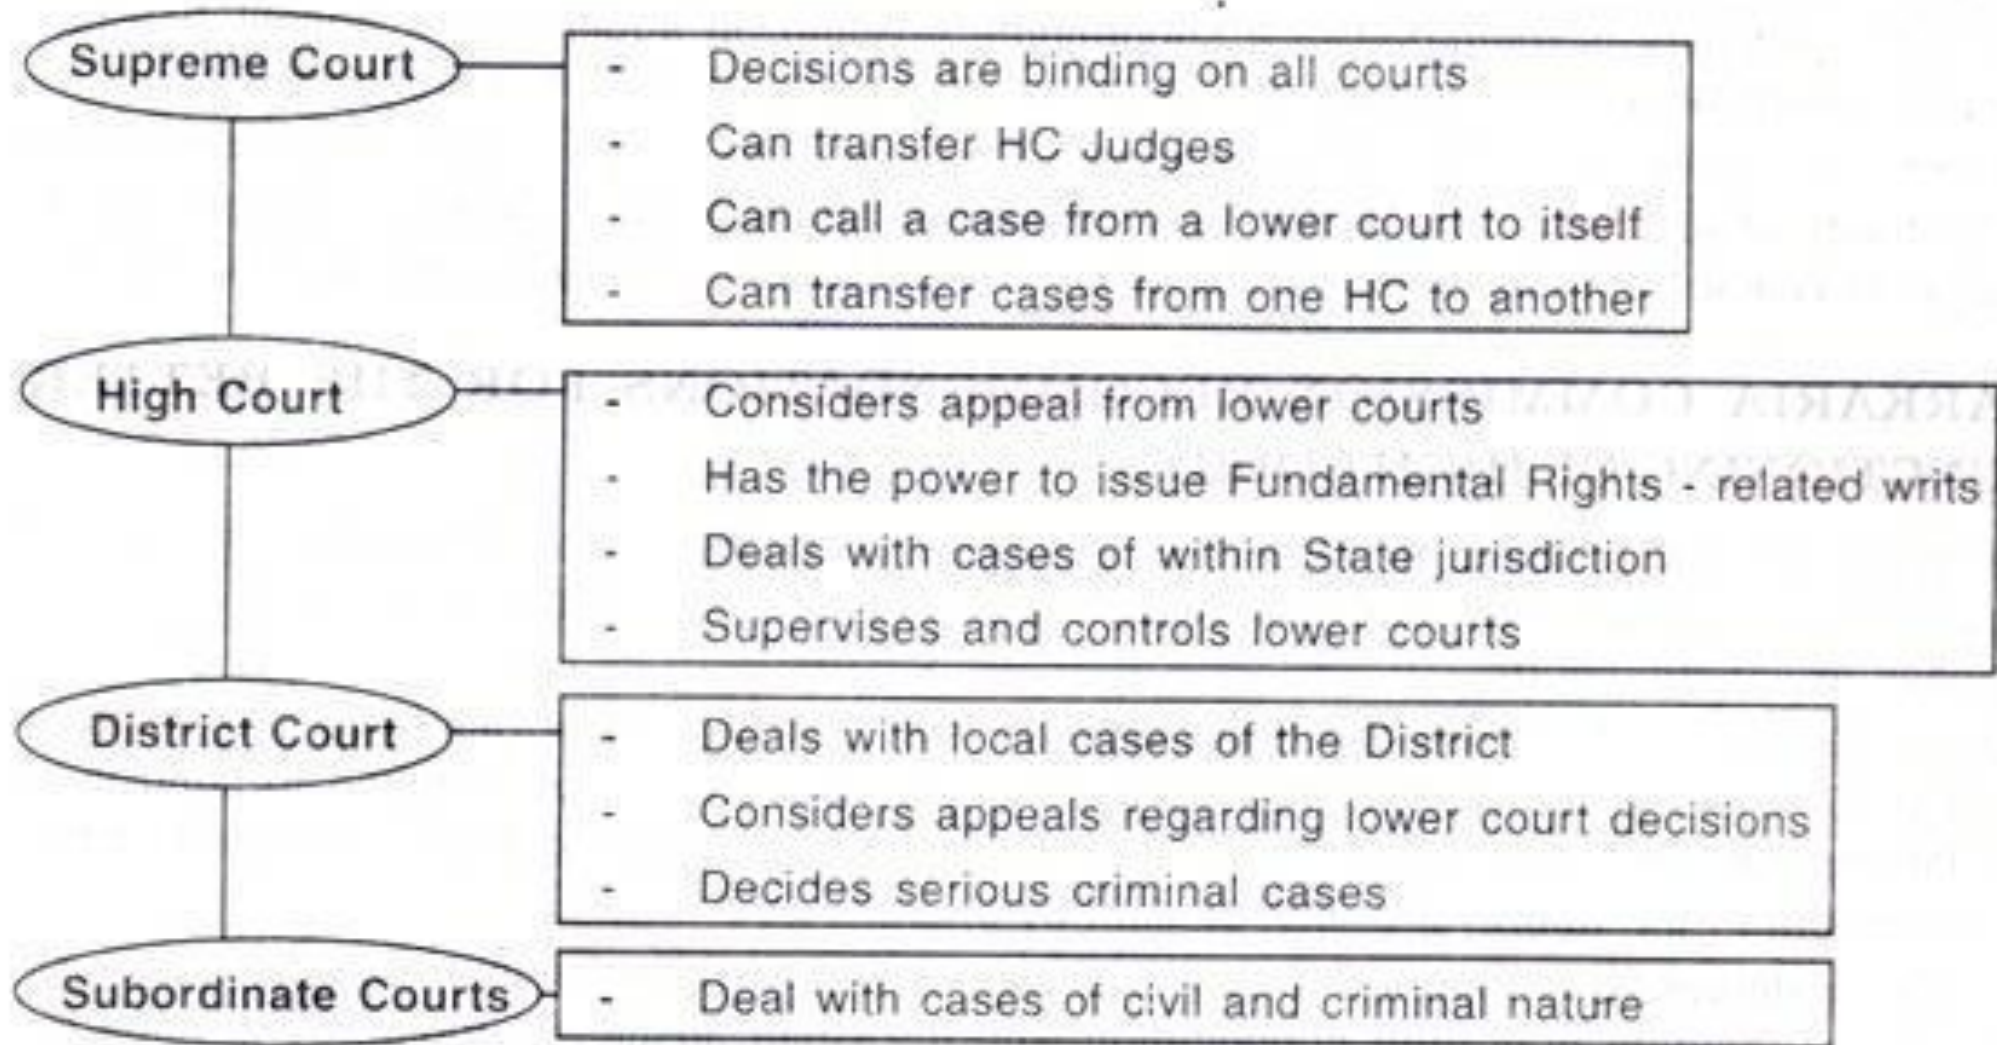 Supreme Court
- Decisions are binding on all courts
- Can transfer HC Judges
- Can call a case from a lower court to itself
- Can transfer cases from one HC to another
High Court
- Considers appeal from lower courts
- Has the power to issue Fundamental Rights - related writs
- Deals with cases of within State jurisdiction
- Supervises and controls lower courts
District Court
- Deals with local cases of the District
- Considers appeals regarding lower court decisions
- Decides serious criminal cases
Subordinate Courts
- Deal with cases of civil and criminal nature